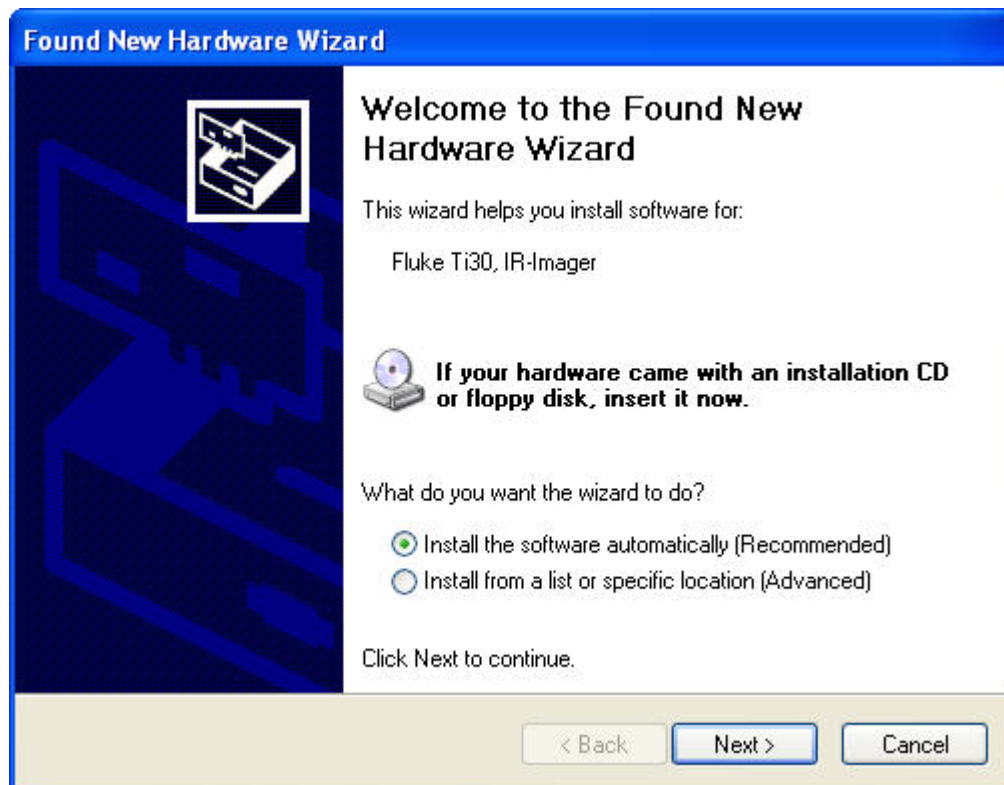 Found New Hardware Wizard
Welcome to the Found New
Hardware Wizard
This wizard helps you install software for:
Fluke Ti30, IR-Imager
If your hardware came with an installation CD
or floppy disk, insert it now.
What do you want the wizard to do?
Install the software automatically (Recommended)
Install from a list or specific location (Advanced)
Click Next to continue.
< Back Next > Cancel